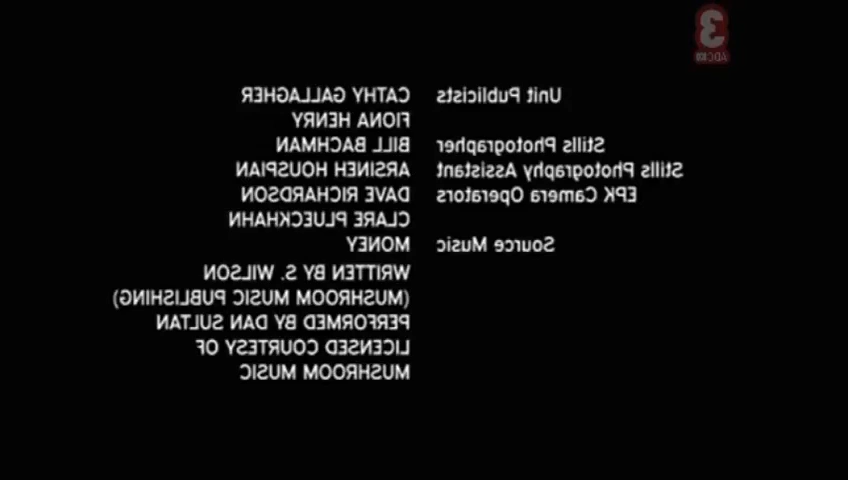 3
ADC
Unit Publicists CATHY GALLAGHER
FIONA HENRY
Stills Photographer BILL BACHMAN
Stills Photography Assistant ARSINEH HOUSPIAN
EPK Camera Operators DAVE RICHARDSON
CLARE PLUECKHAHN
Source Music MONEY
WRITTEN BY S. WILSON
(MUSHROOM MUSIC PUBLISHING)
PERFORMED BY DAN SULTAN
LICENSED COURTESY OF
MUSHROOM MUSIC